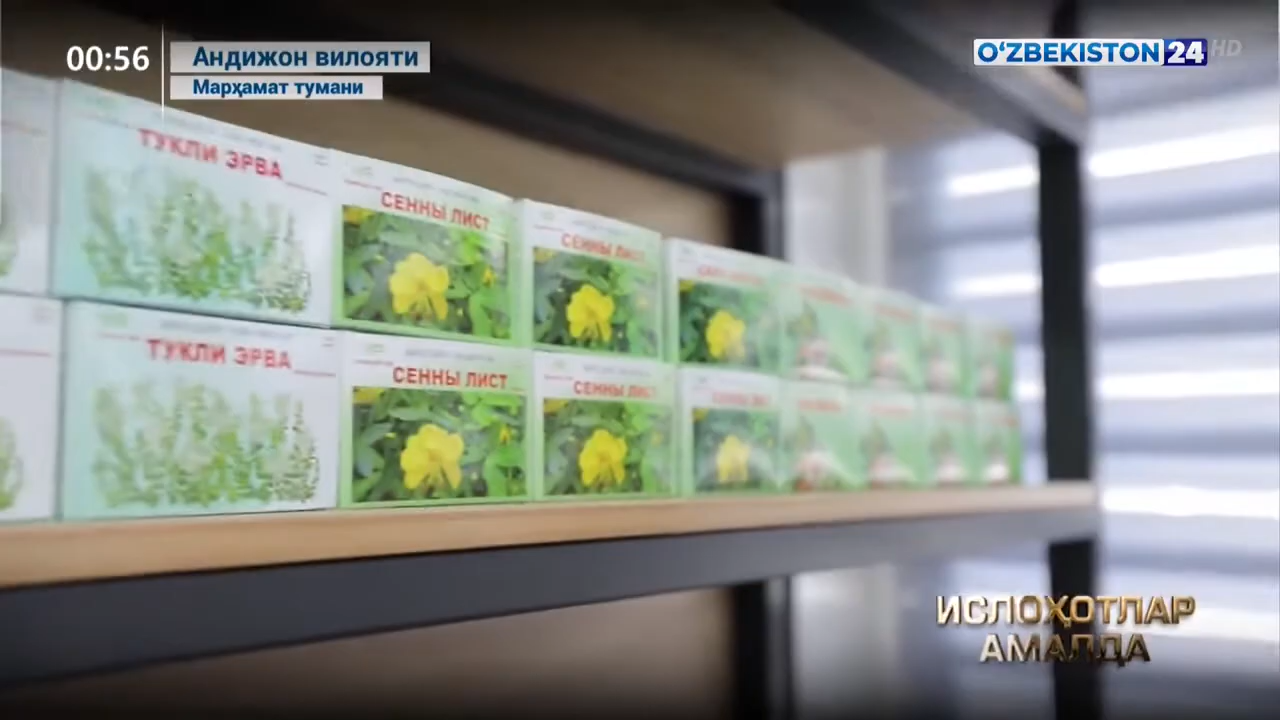 00:56
Андижон вилояти
Марҳамат тумани
O‘ZBEKISTON 24 HD
ТУКЛИ ЭРВА
СЕННЫ ЛИСТ
СЕННЫ ЛИСТ
ТУКЛИ ЭРВА
СЕННЫ ЛИСТ
СЕННЫ ЛИСТ
ИСЛОҲОТЛАР
АМАЛДА